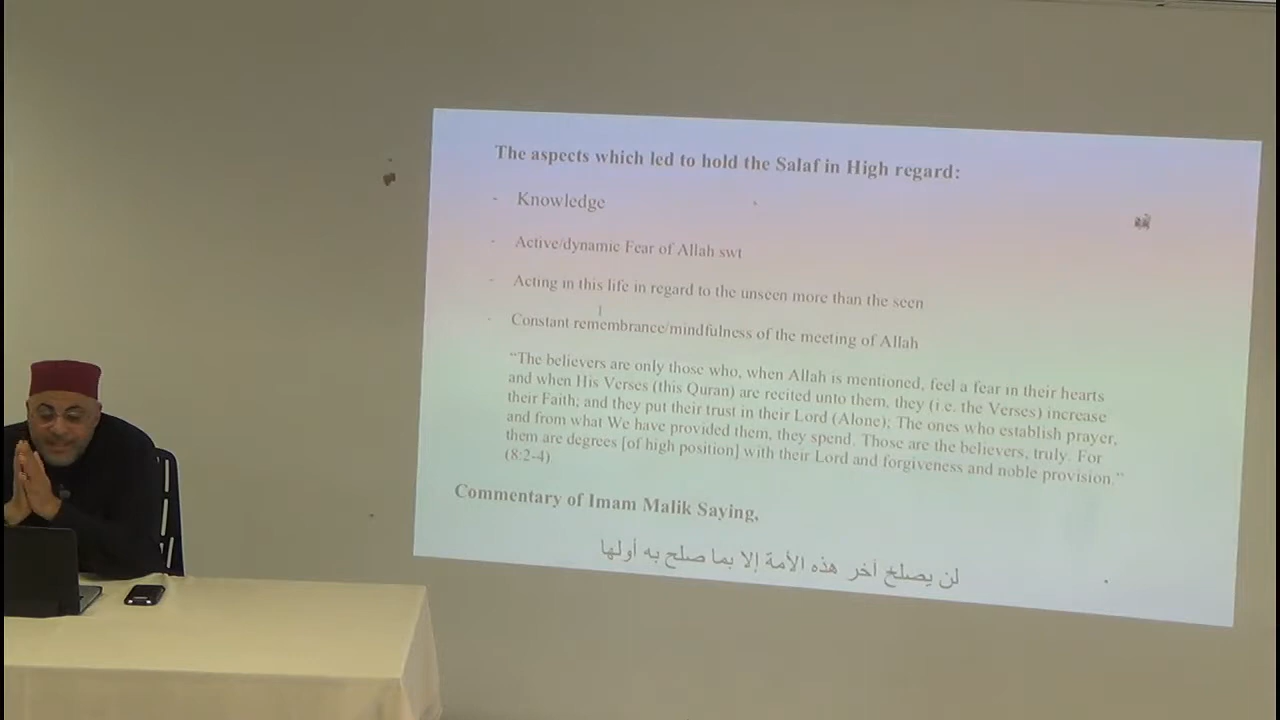 The aspects which led to hold the Salaf in High regard:
- Knowledge
- Active/dynamic Fear of Allah swt
- Acting in this life in regard to the unseen more than the seen
- Constant remembrance/mindfulness of the meeting of Allah
“The believers are only those who, when Allah is mentioned, feel a fear in their hearts
and when His Verses (this Quran) are recited unto them, they (i.e. the Verses) increase
their Faith; and they put their trust in their Lord (Alone); The ones who establish prayer,
and from what We have provided them, they spend. Those are the believers, truly. For
them are degrees [of high position] with their Lord and forgiveness and noble provision.“
(8:2-4)
Commentary of Imam Malik Saying,
لن يصلح آخر هذه الأمة إلا بما صلح به أولها